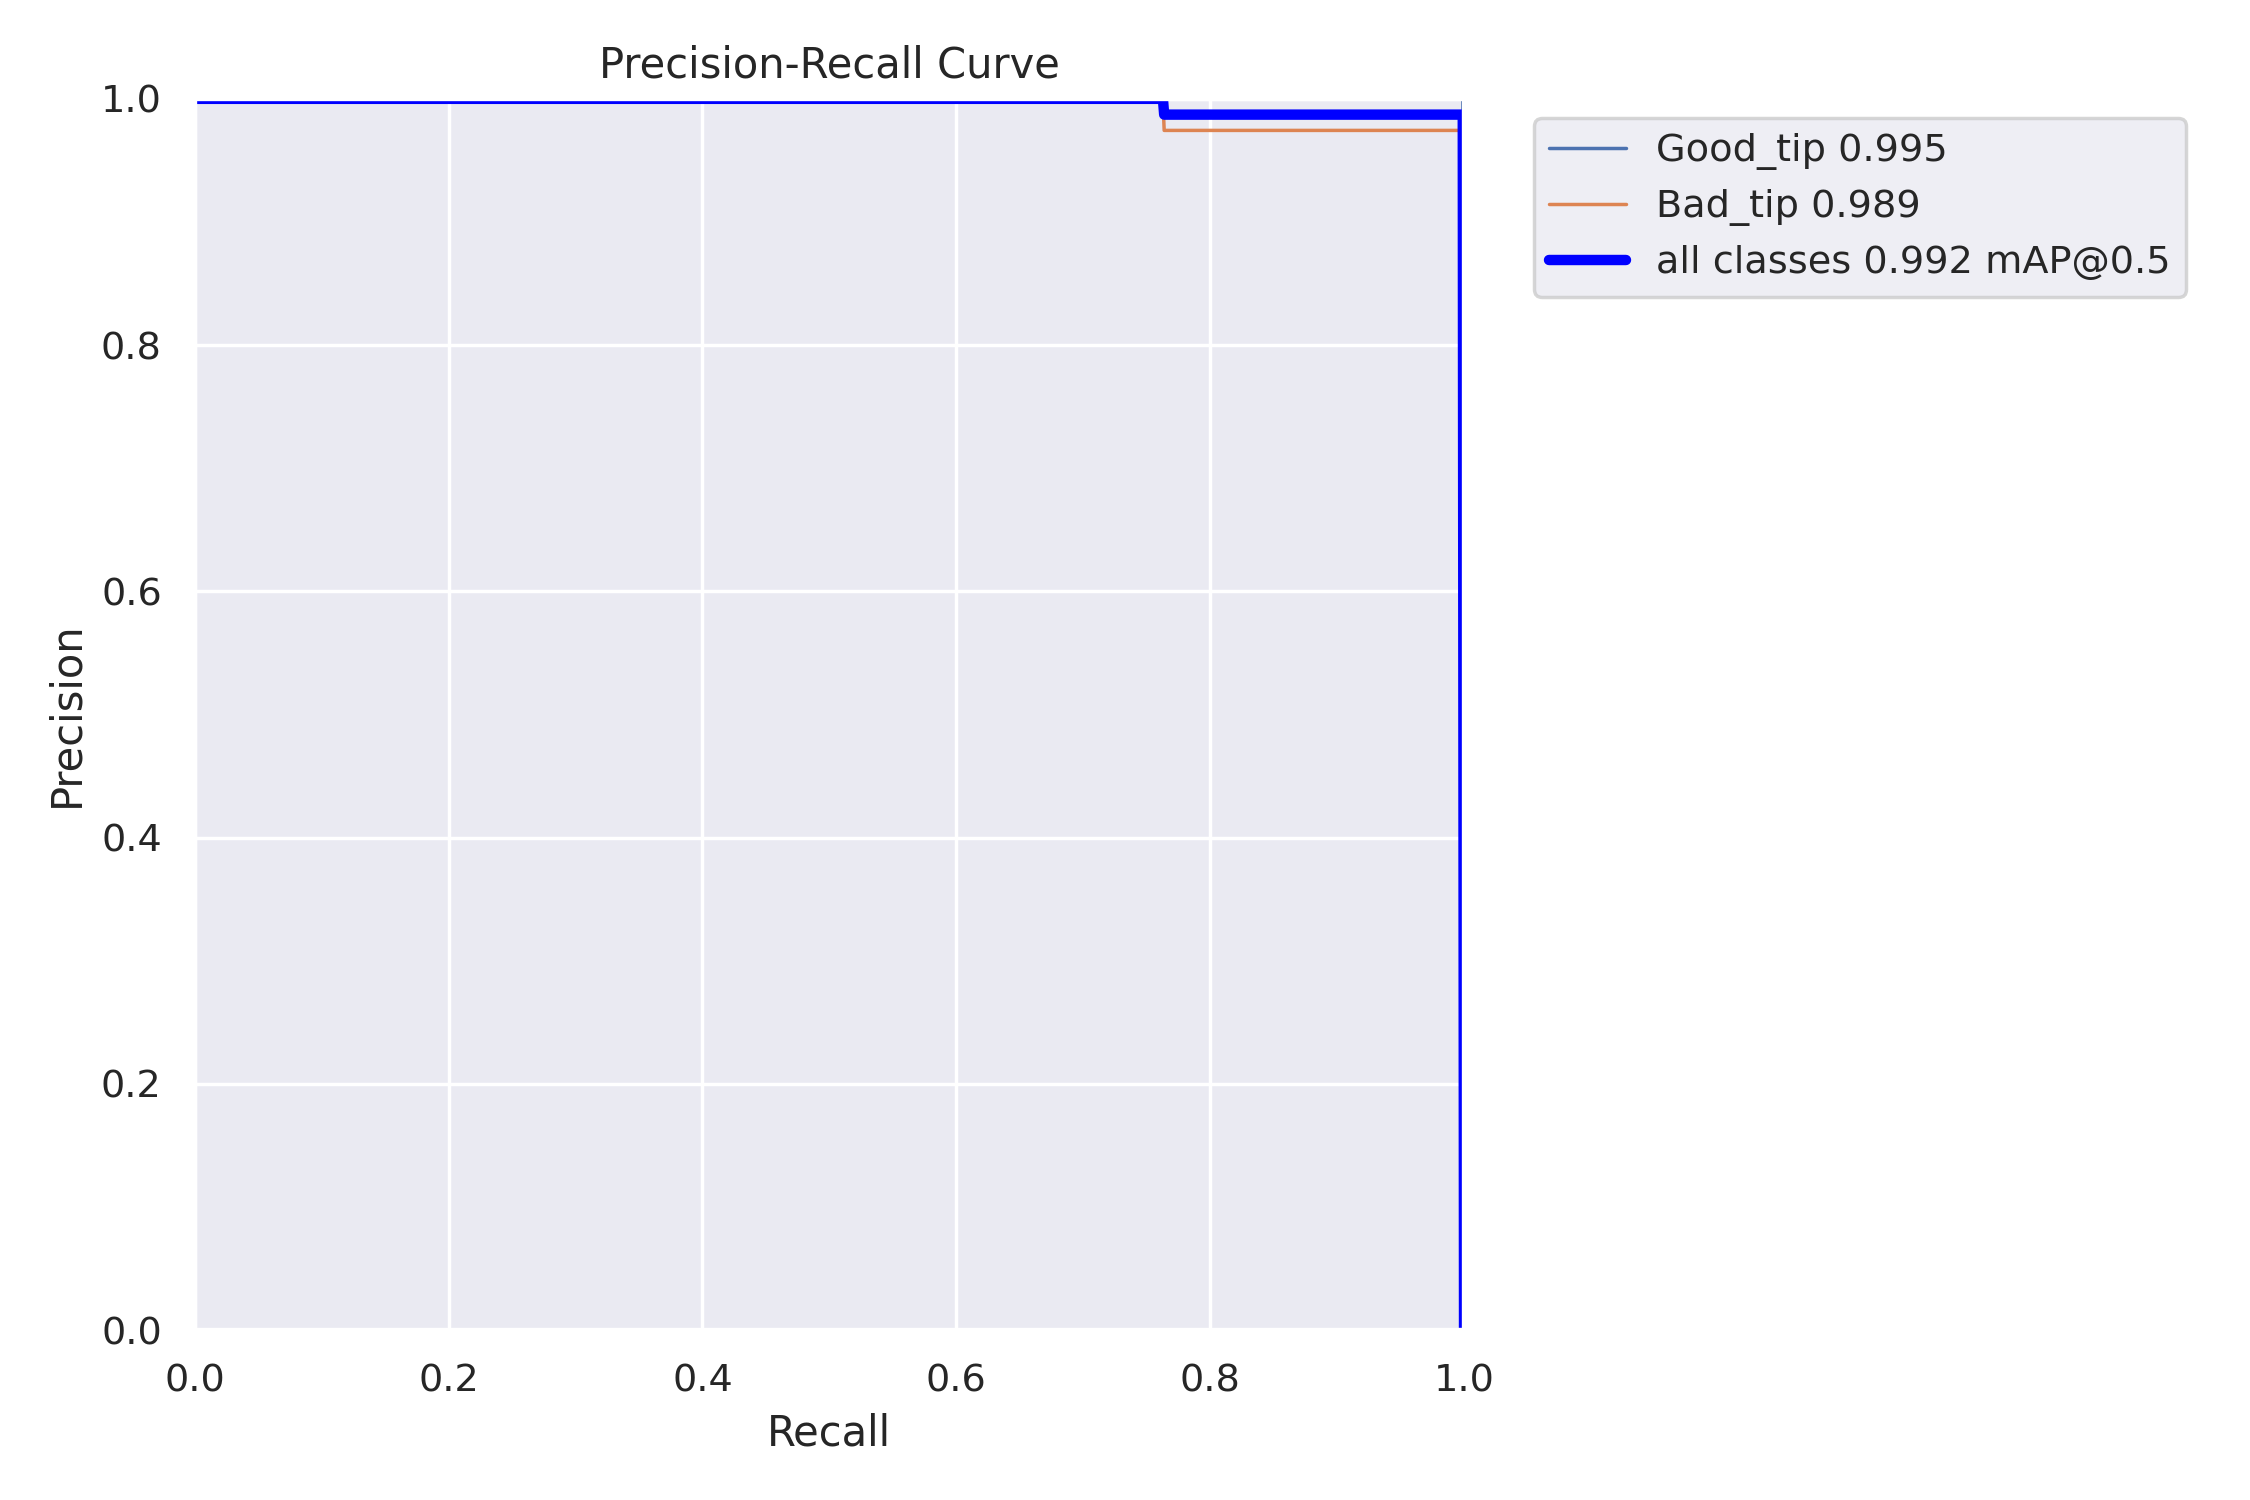 Precision-Recall Curve
1.0
0.8
0.6
0.4
0.2
0.0
Precision
0.0 0.2 0.4 0.6 0.8 1.0
Recall
Good_tip 0.995
Bad_tip 0.989
all classes 0.992 mAP@0.5